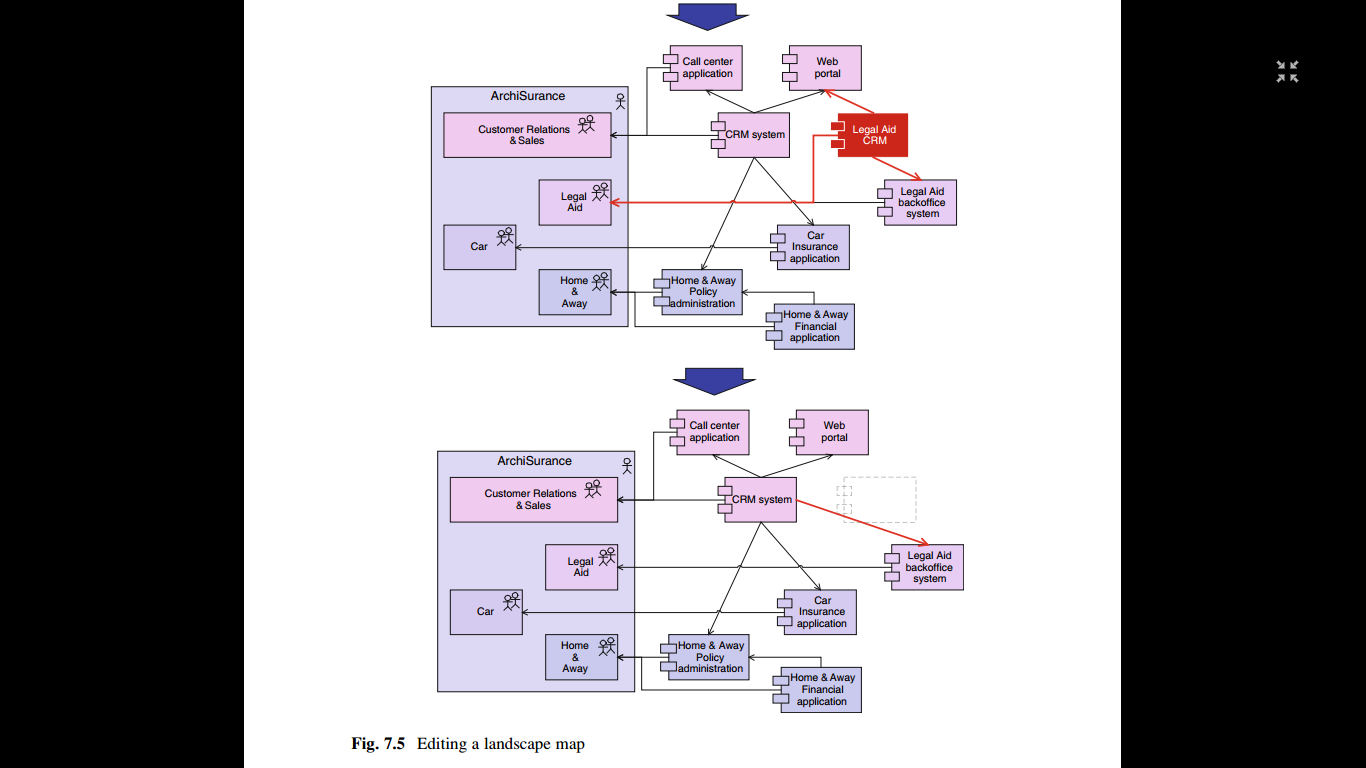 Call center
application
Web
portal
ArchiSurance
Customer Relations
& Sales
CRM system
Legal Aid
CRM
Legal
Aid
Legal Aid
backoffice
system
Car
Car
Insurance
application
Home
&
Away
Home & Away
Policy
administration
Home & Away
Financial
application
Call center
application
Web
portal
ArchiSurance
Customer Relations
& Sales
CRM system
Legal
Aid
Legal Aid
backoffice
system
Car
Car
Insurance
application
Home
&
Away
Home & Away
Policy
administration
Home & Away
Financial
application
Fig. 7.5 Editing a landscape map